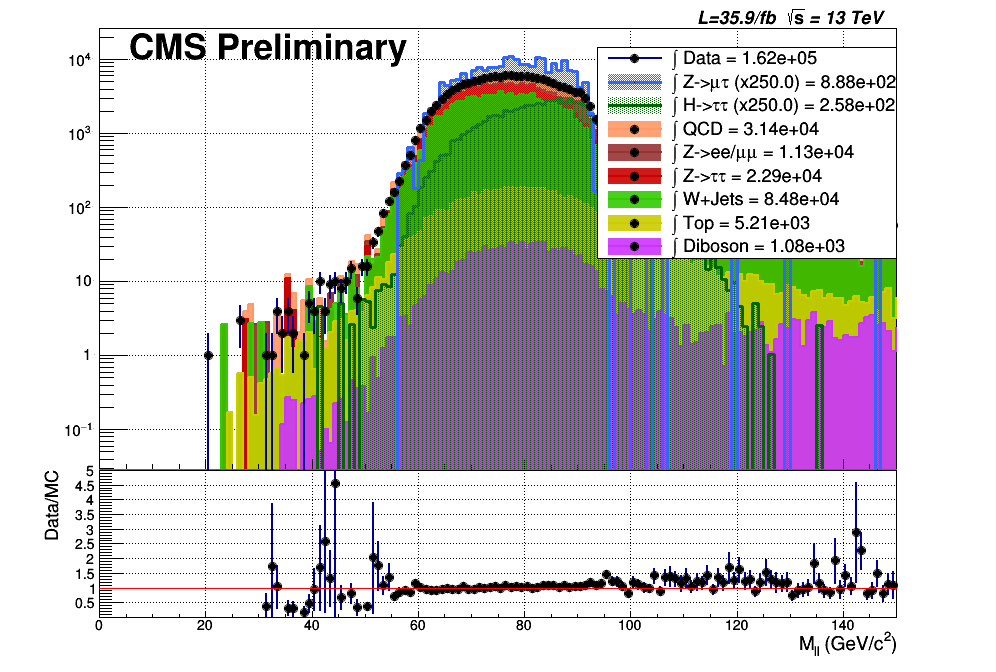 L=35.9/fb √s = 13 TeV
CMS Preliminary
∫ Data = 1.62e+05
∫ Z->μτ (x250.0) = 8.88e+02
∫ H->ττ (x250.0) = 2.58e+02
∫ QCD = 3.14e+04
∫ Z->ee/μμ = 1.13e+04
∫ Z->ττ = 2.29e+04
∫ W+Jets = 8.48e+04
∫ Top = 5.21e+03
∫ Diboson = 1.08e+03
10⁴
10³
10²
10
1
10⁻¹
Data/MC
5
4.5
4
3.5
3
2.5
2
1.5
1
0.5
0 20 40 60 80 100 120 140
M_ll (GeV/c²)